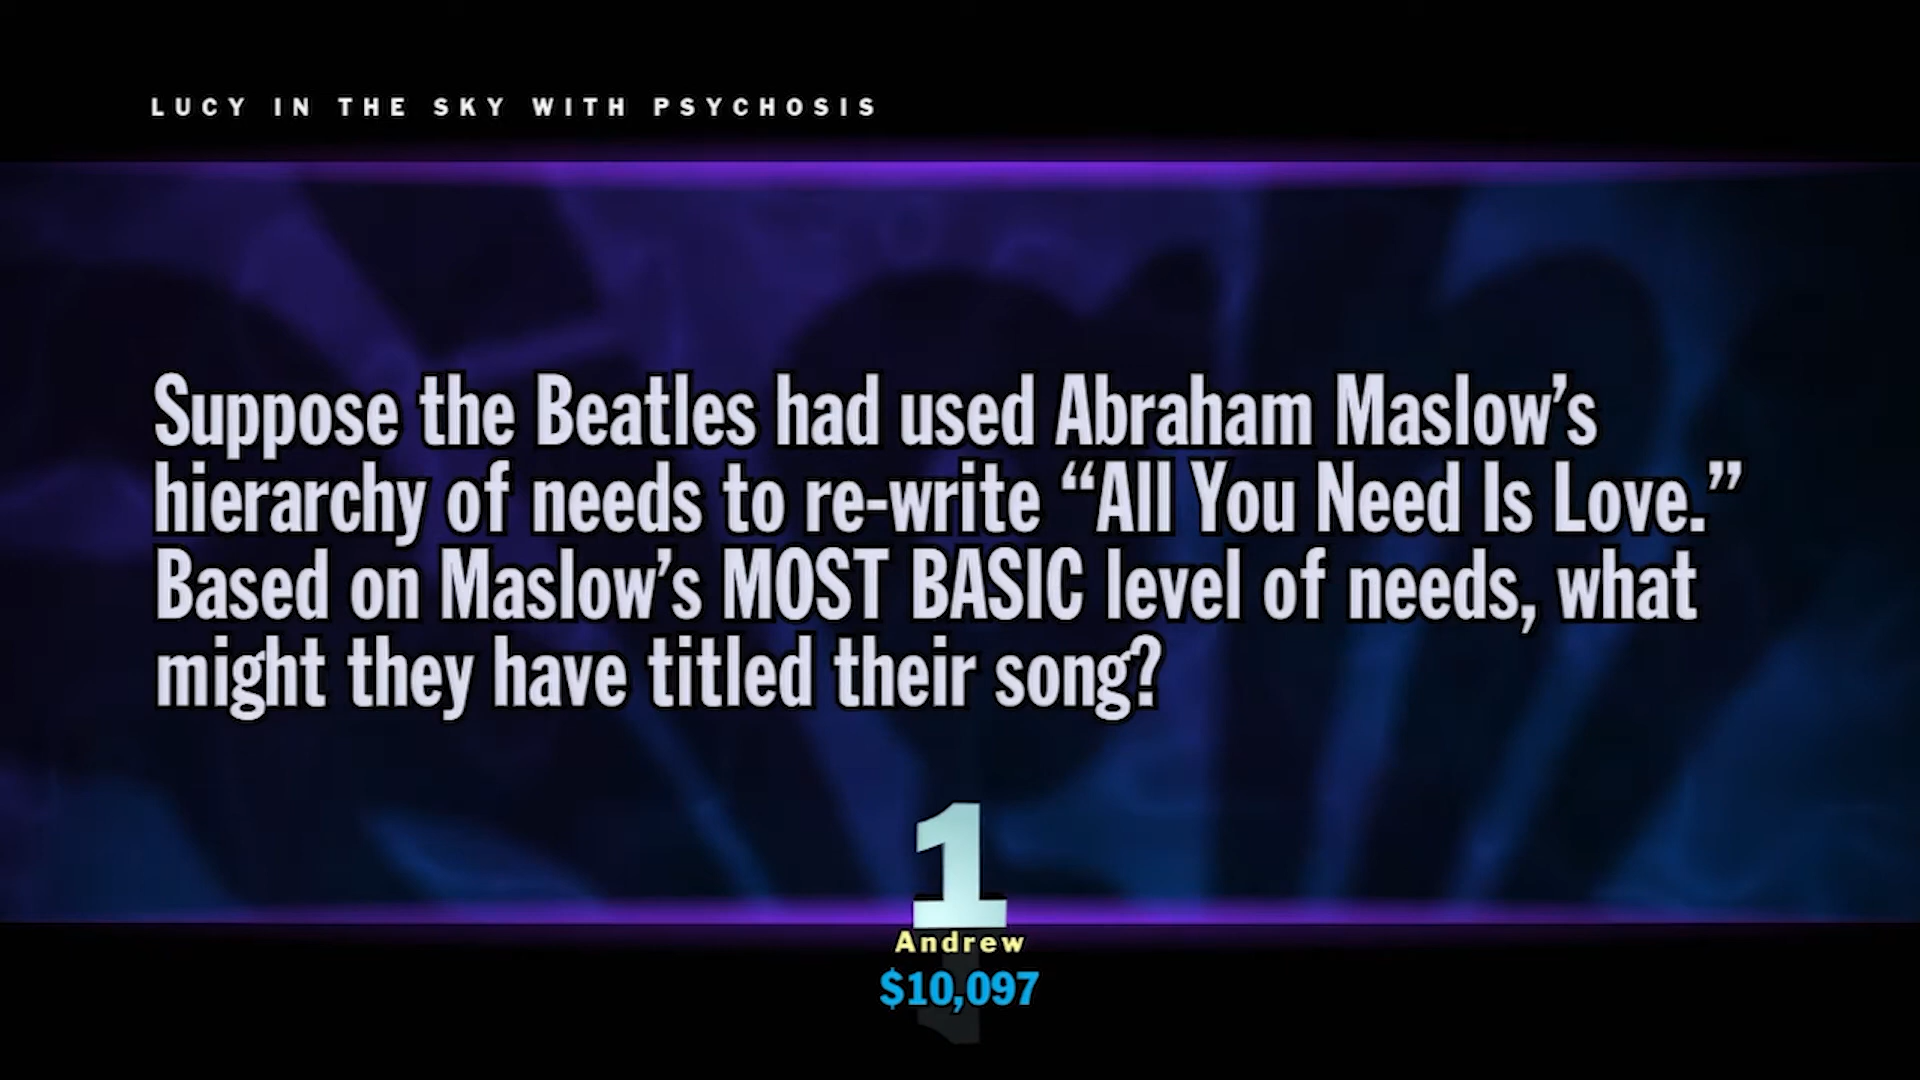 LUCY IN THE SKY WITH PSYCHOSIS
Suppose the Beatles had used Abraham Maslow’s
hierarchy of needs to re-write “All You Need Is Love.”
Based on Maslow’s MOST BASIC level of needs, what
might they have titled their song?
1
Andrew
$10,097